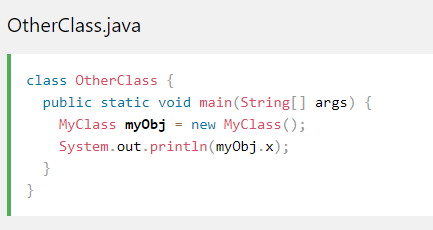 OtherClass.java
class OtherClass {
  public static void main(String[] args) {
    MyClass myObj = new MyClass();
    System.out.println(myObj.x);
  }
}